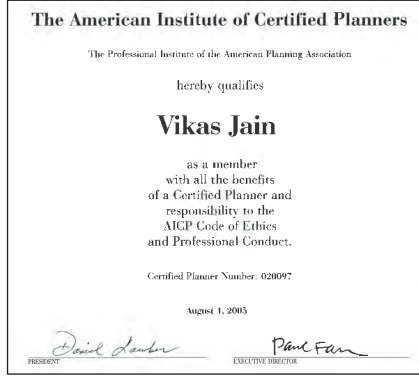 The American Institute of Certified Planners
The Professional Institute of the American Planning Association
hereby qualifies
Vikas Jain
as a member
with all the benefits
of a Certified Planner and
responsibility to the
AICP Code of Ethics
and Professional Conduct.
Certified Planner Number: 020097
August 1, 2005
PRESIDENT EXECUTIVE DIRECTOR